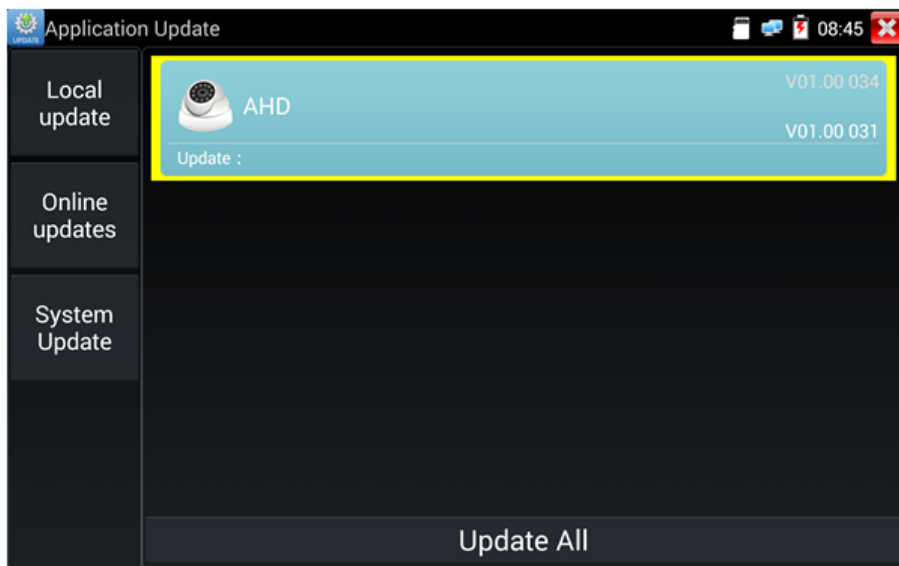 UPDATE
Application Update
08:45
Local
update
Online
updates
System
Update
AHD
V01.00 034
V01.00 031
Update :
Update All